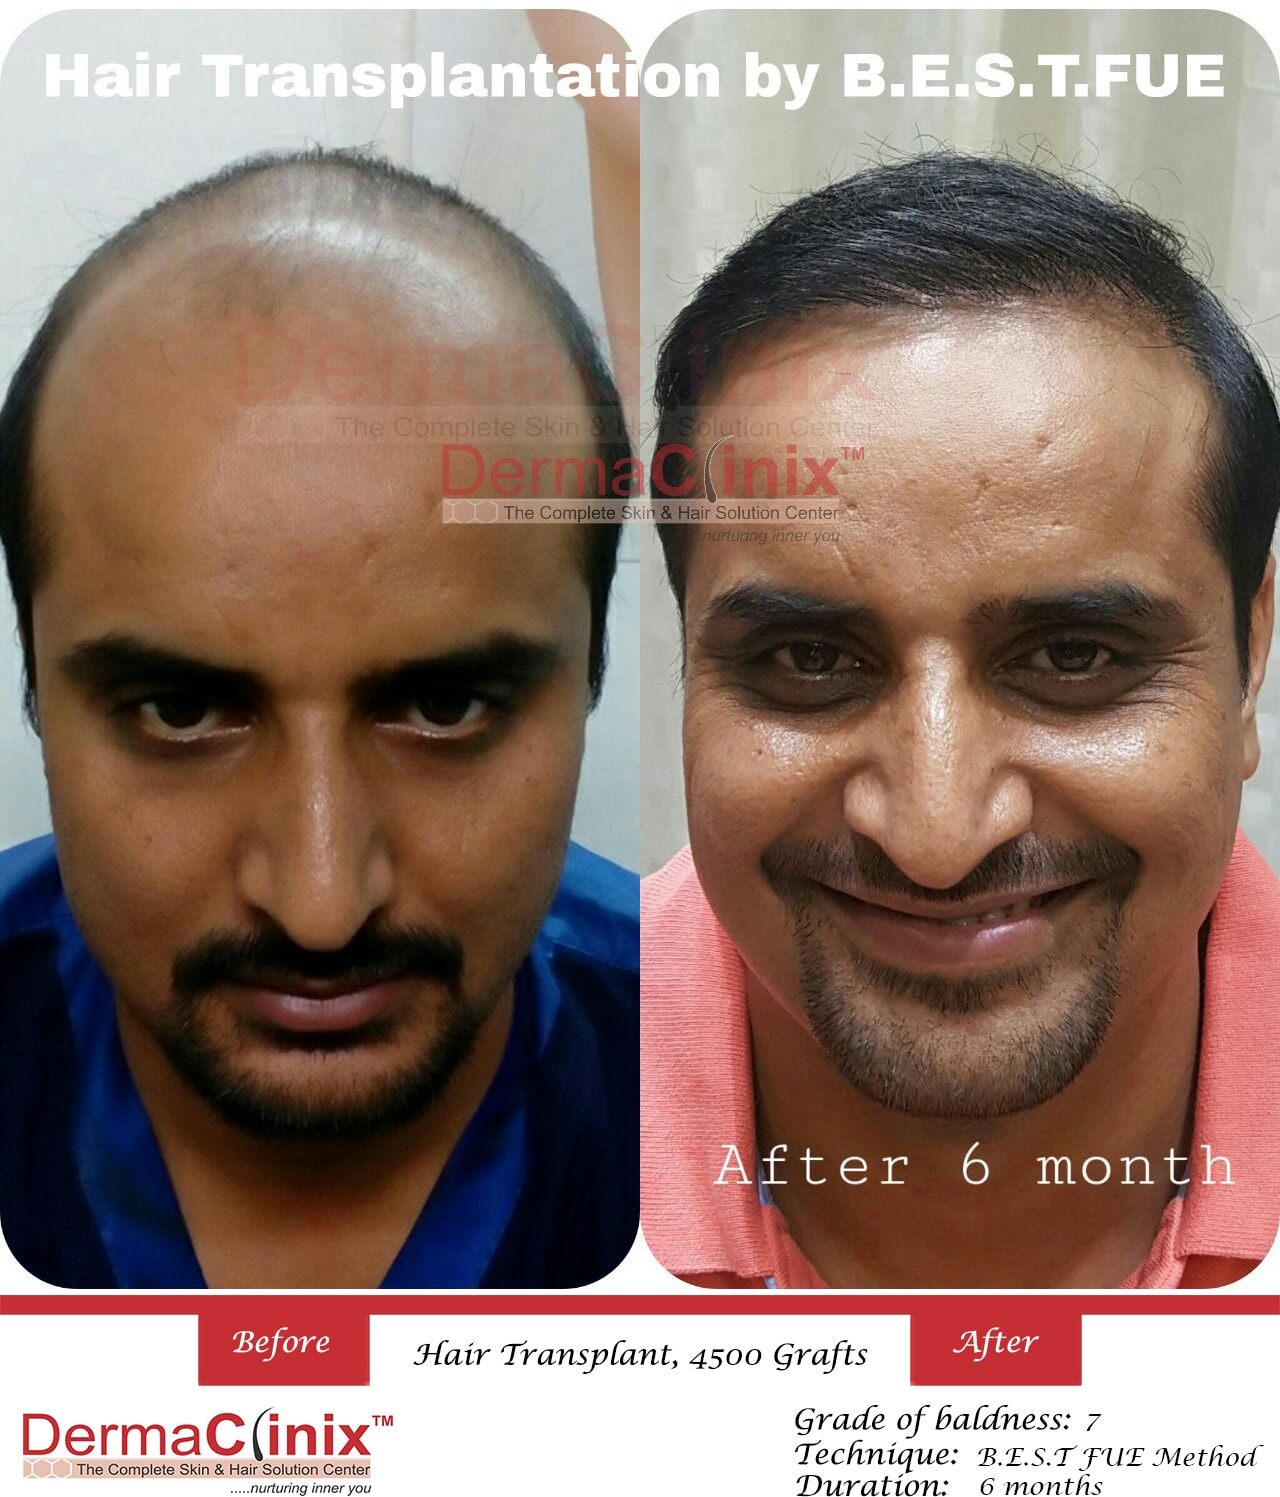 Hair Transplantation by B.E.S.T.FUE
DermaClinix
The Complete Skin & Hair Solution Center
DermaClinix™
The Complete Skin & Hair Solution Center
nurturing inner you
After 6 month
Before
Hair Transplant, 4500 Grafts
After
DermaClinix™
The Complete Skin & Hair Solution Center
.....nurturing inner you
Grade of baldness: 7
Technique: B.E.S.T FUE Method
Duration: 6 months